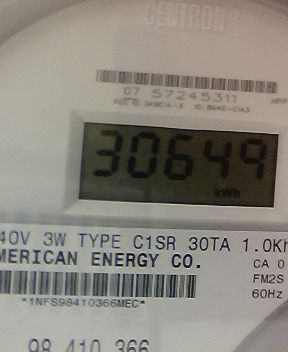 CENTRON®
07 57245311
30649
kWh
40V 3W TYPE C1SR 30TA 1.0Kh
MERICAN ENERGY CO.
CA 0
FM2S
60Hz
*1NFS98410366MEC*
98 410 366